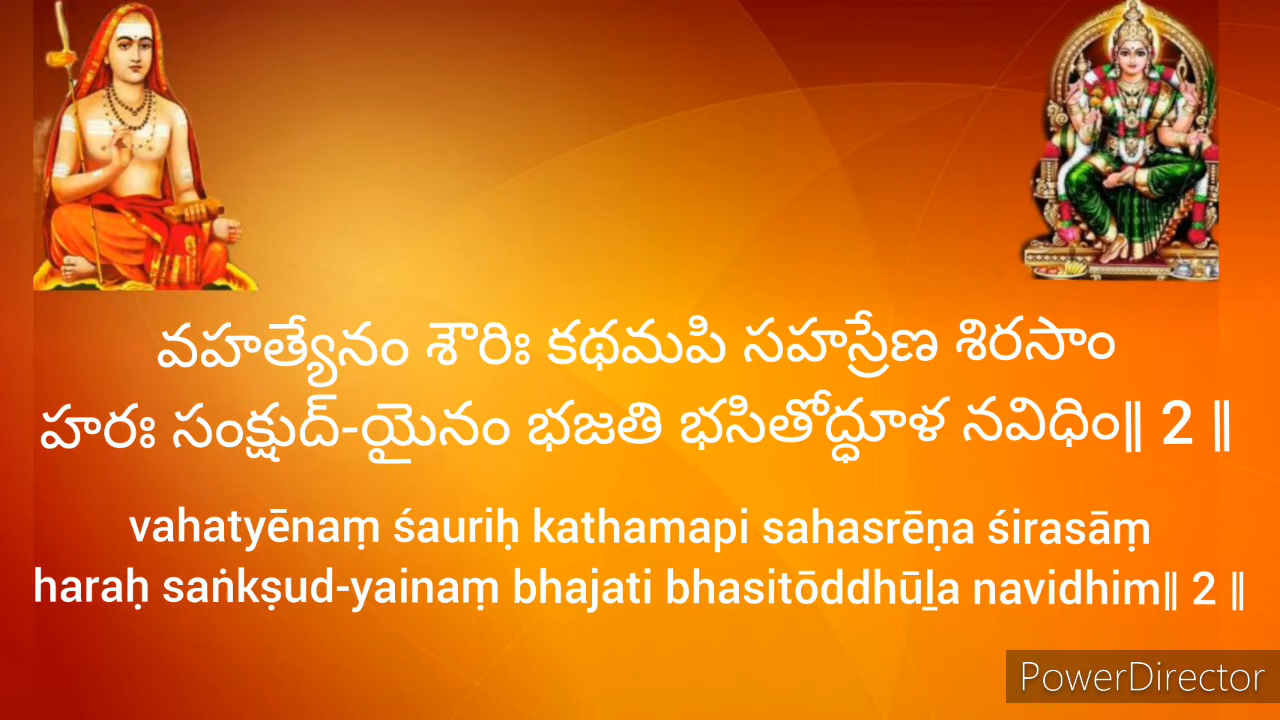 వహత్యేనం శౌరిః కథమపి సహస్రేణ శిరసాం
హరః సంక్షుద్-యైనం భజతి భసితోద్ధూళ నవిధిం॥ 2 ॥
vahatyēnaṃ śauriḥ kathamapi sahasrēṇa śirasāṃ
haraḥ saṅkṣud-yainaṃ bhajati bhasitōddhūḻa navidhim॥ 2 ॥
PowerDirector